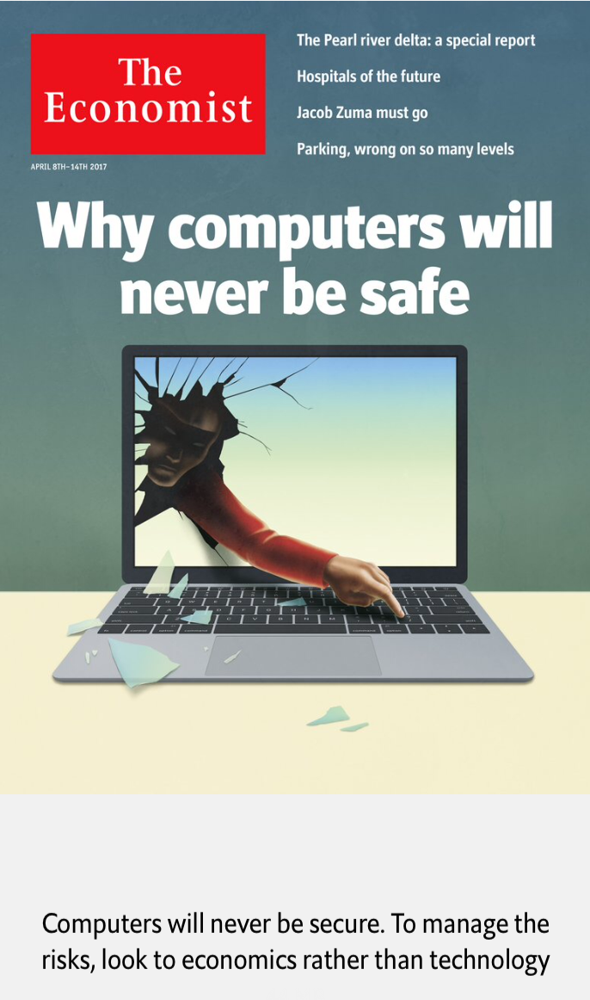 The
Economist
APRIL 8TH–14TH 2017
The Pearl river delta: a special report
Hospitals of the future
Jacob Zuma must go
Parking, wrong on so many levels
Why computers will
never be safe
Computers will never be secure. To manage the
risks, look to economics rather than technology